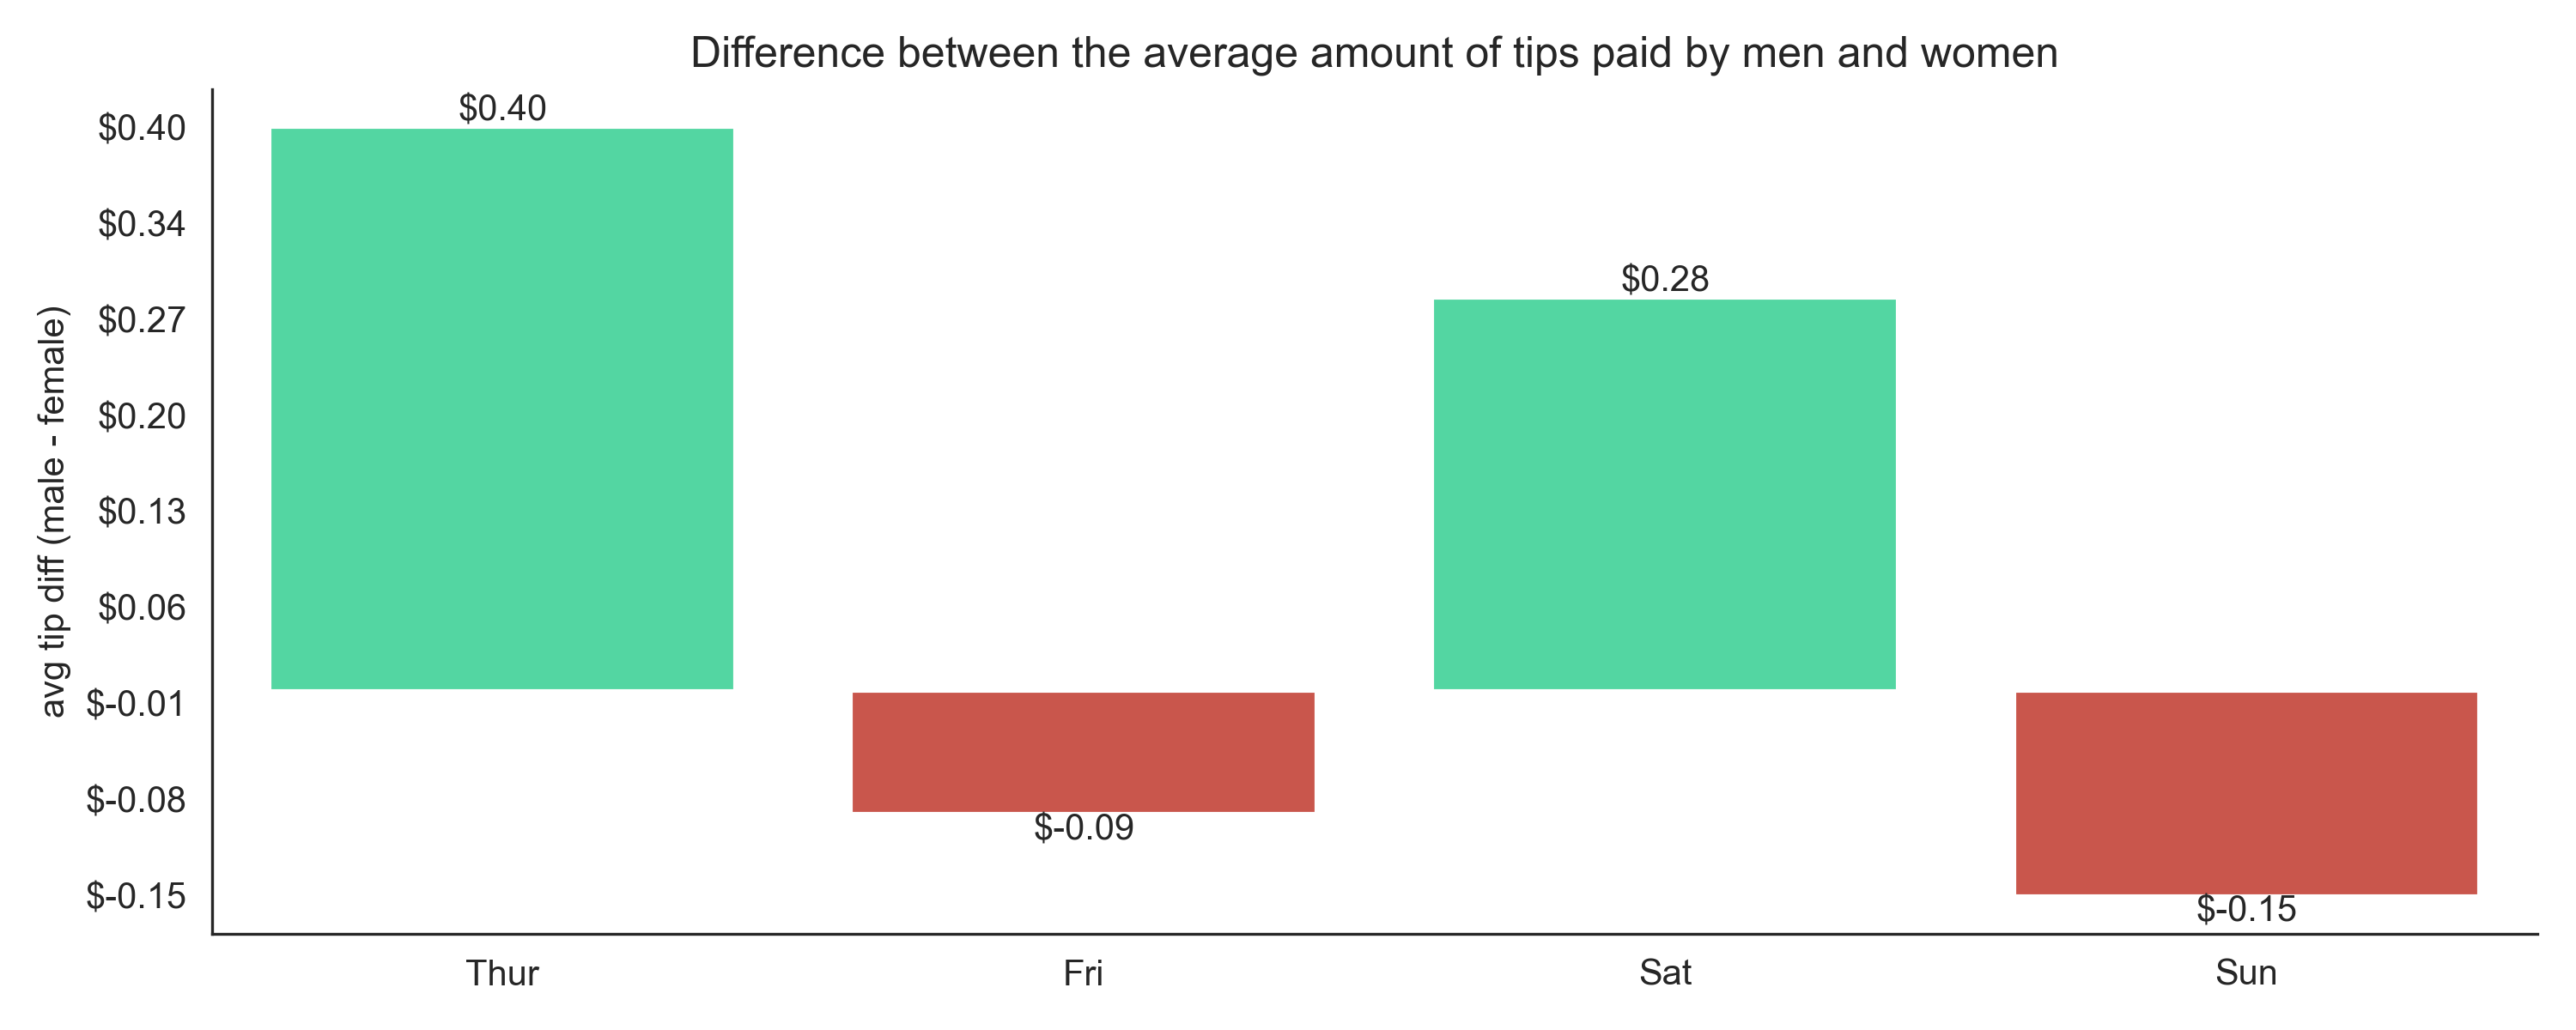 Difference between the average amount of tips paid by men and women
avg tip diff (male - female)
$0.40
$0.34
$0.27
$0.20
$0.13
$0.06
$-0.01
$-0.08
$-0.15
$0.40
$-0.09
$0.28
$-0.15
Thur
Fri
Sat
Sun